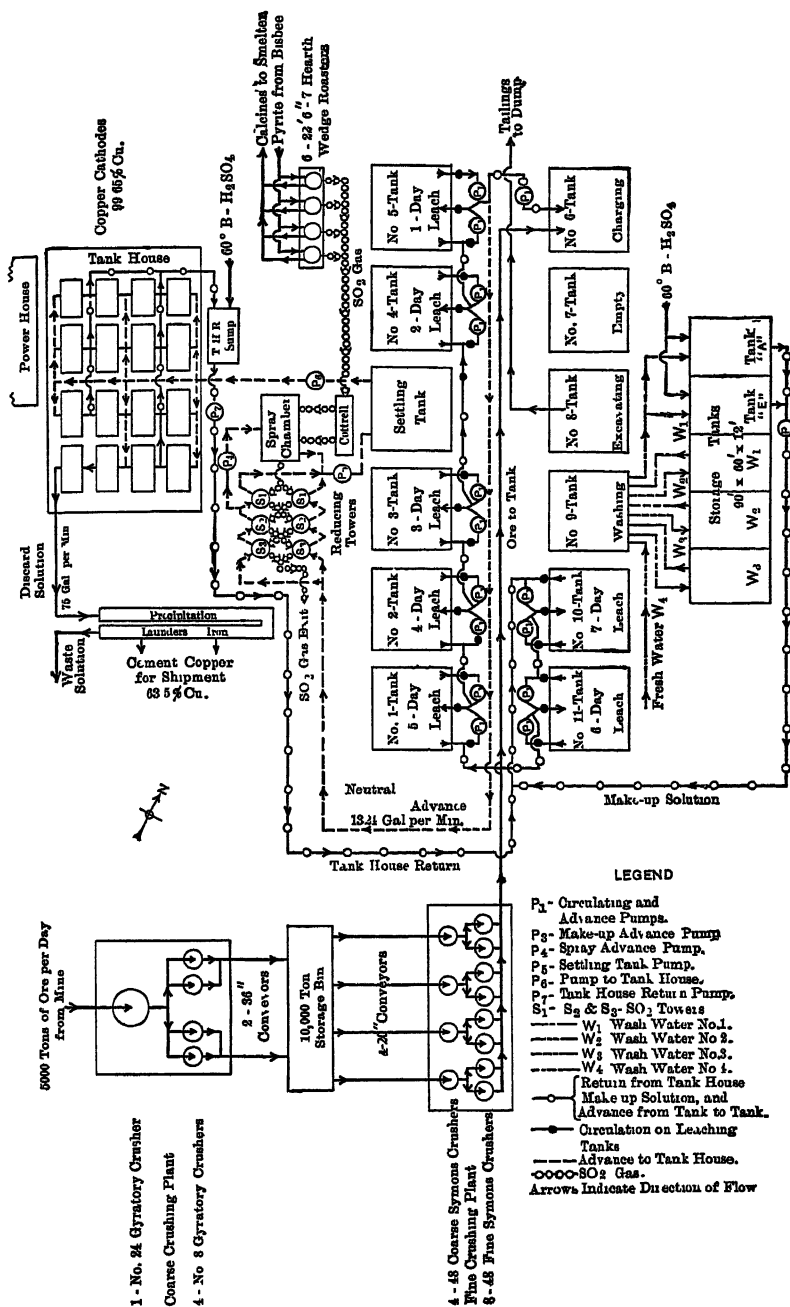 Power House
Copper Cathodes
99 65% Cu.
Tank House
Discard
Solution
75 Gal per Min
Waste
Solution
Precipitation
Launders Iron
Cement Copper
for Shipment
63 5% Cu.
T H R
Sump
60° B - H₂SO₄
Calcines to Smelter
Pyrite from Bisbee
6 - 22' 6" - 7 Hearth
Wedge Roasters
SO₂ Gas
Spray
Chamber
Cottrell
Reducing
Towers
SO₂ Gas Exit
Settling
Tank
No 5-Tank
1 - Day
Leach
No 4-Tank
2 - Day
Leach
No 3-Tank
3 - Day
Leach
No 2-Tank
4 - Day
Leach
No. 1-Tank
5 - Day
Leach
Ore to Tank
Tailings
to Dump
No 6-Tank
Charging
No. 7-Tank
Empty
No 8-Tank
Excavating
No 9-Tank
Washing
No 10-Tank
7 - Day
Leach
No 11-Tank
6 - Day
Leach
Fresh Water W₄
60° B - H₂SO₄
Storage Tanks
90' x 60' x 12'
Tank
"A"
Tank
"E"
W₁
W₂
W₃
Make-up Solution
Neutral
Advance
1324 Gal per Min.
Tank House Return
N
5000 Tons of Ore per Day
from Mine
1 - No. 24 Gyratory Crusher
Coarse Crushing Plant
4 - No 8 Gyratory Crushers
2 - 36"
Conveyors
10,000 Ton
Storage Bin
4-20" Conveyors
4 - 48 Coarse Symons Crushers
Fine Crushing Plant
8-48 Fine Symons Crushers
LEGEND
P₁- Circulating and
Advance Pumps.
P₃- Make-up Advance Pump
P₄- Spray Advance Pump.
P₅- Settling Tank Pump.
P₆- Pump to Tank House.
P₇- Tank House Return Pump.
S₁- S₂ & S₃- SO₂ Towers
W₁ Wash Water No.1.
W₂ Wash Water No 2.
W₃ Wash Water No.3.
W₄ Wash Water No 4.
Return from Tank House
Make up Solution, and
Advance from Tank to Tank.
Circulation on Leaching
Tanks
Advance to Tank House.
SO₂ Gas.
Arrows Indicate Direction of Flow